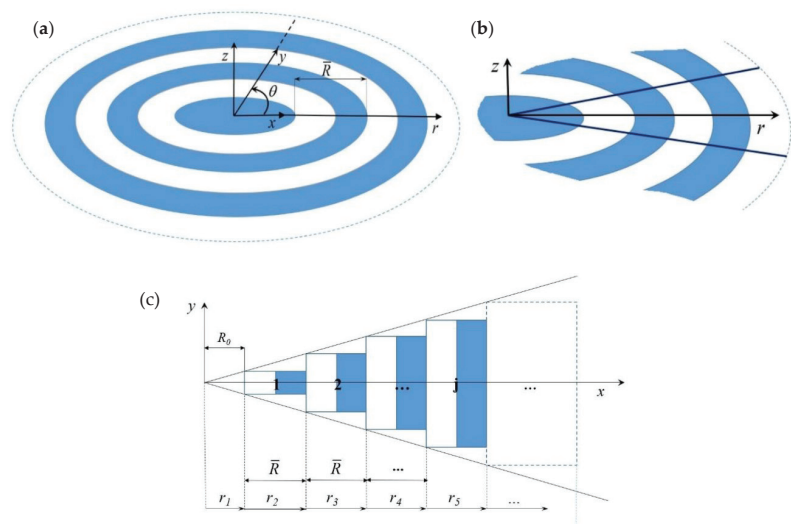 (a)
z
y
R̅
θ
x
r
(b)
z
r
(c)
y
R₀
1
2
...
j
...
x
R̅
R̅
...
r₁
r₂
r₃
r₄
r₅
...